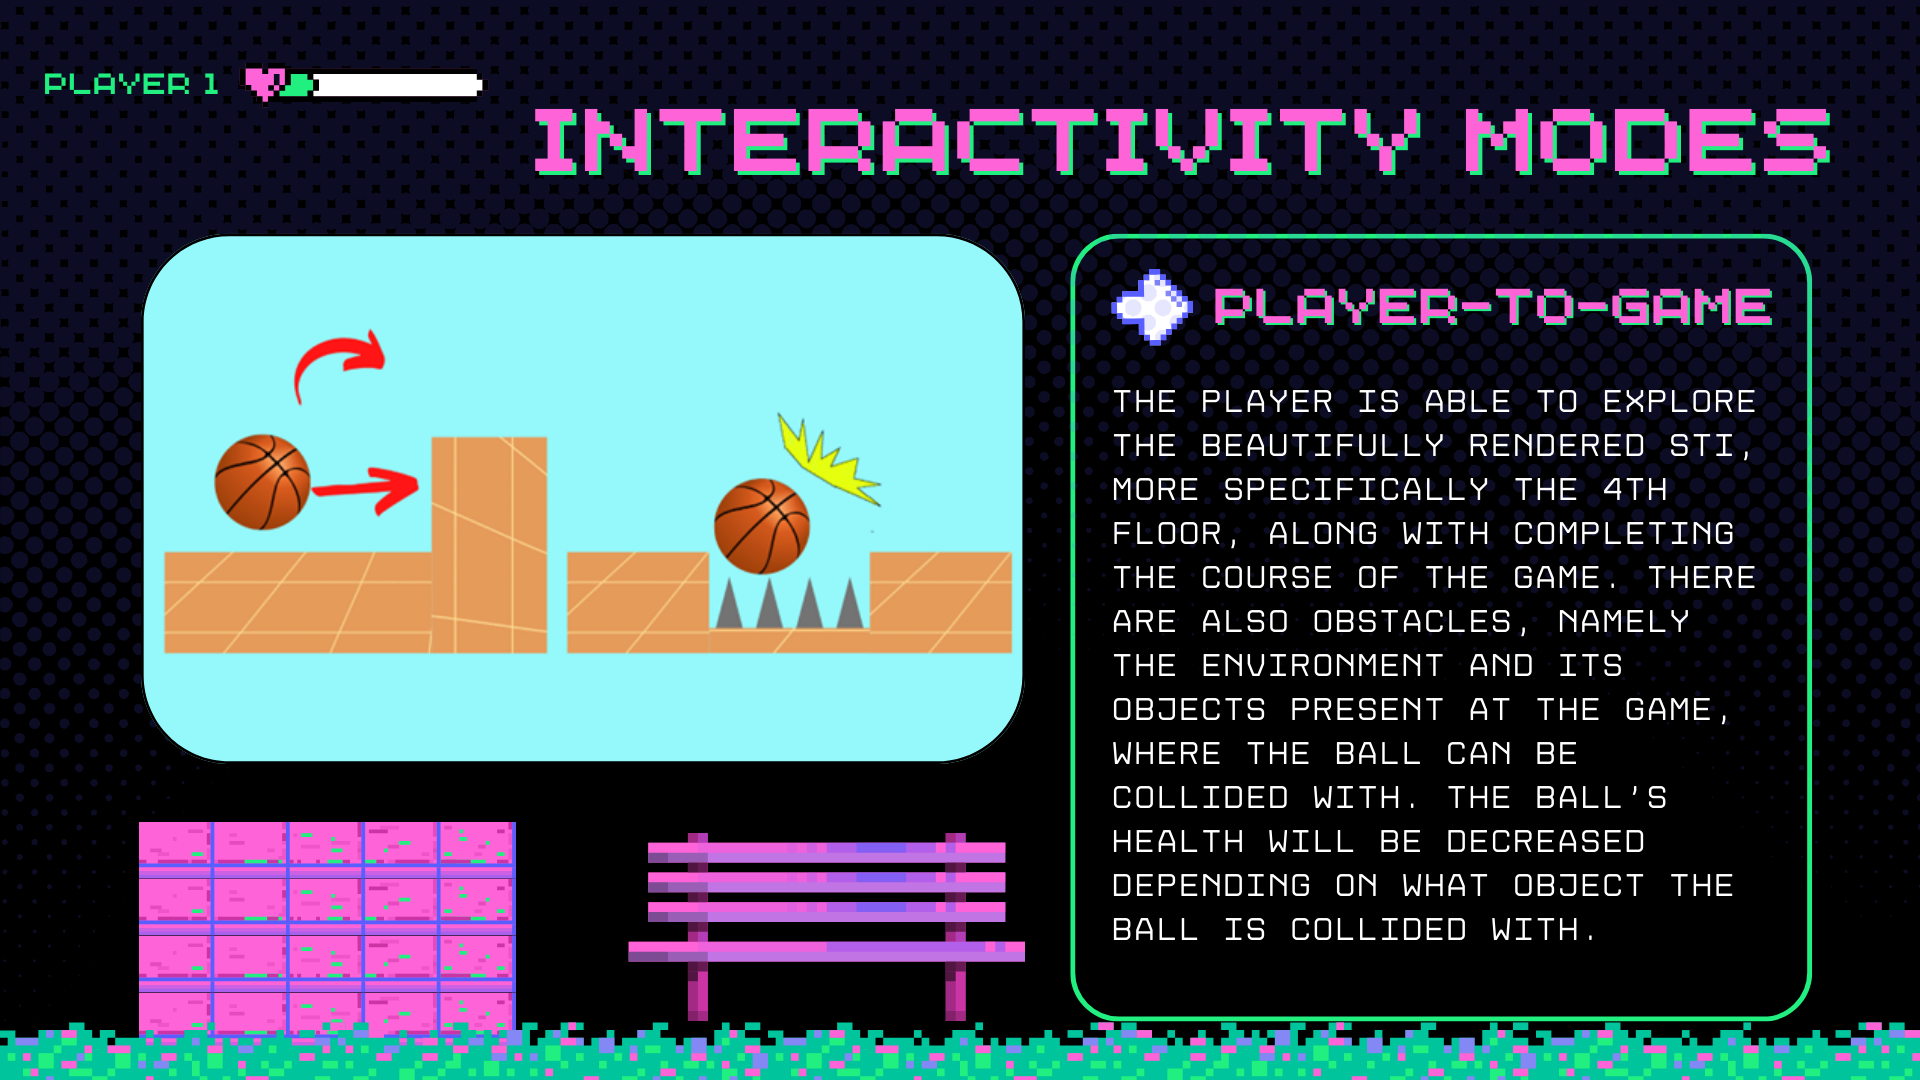 PLAYER 1
INTERACTIVITY MODES
PLAYER-TO-GAME
THE PLAYER IS ABLE TO EXPLORE
THE BEAUTIFULLY RENDERED STI,
MORE SPECIFICALLY THE 4TH
FLOOR, ALONG WITH COMPLETING
THE COURSE OF THE GAME. THERE
ARE ALSO OBSTACLES, NAMELY
THE ENVIRONMENT AND ITS
OBJECTS PRESENT AT THE GAME,
WHERE THE BALL CAN BE
COLLIDED WITH. THE BALL'S
HEALTH WILL BE DECREASED
DEPENDING ON WHAT OBJECT THE
BALL IS COLLIDED WITH.